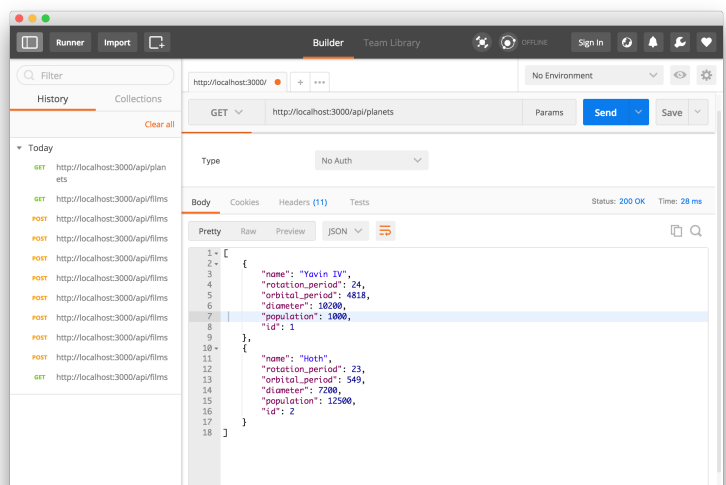 Runner Import Builder Team Library OFFLINE Sign In
Filter
History Collections
Clear all
Today
GET http://localhost:3000/api/plan
ets
GET http://localhost:3000/api/films
POST http://localhost:3000/api/films
POST http://localhost:3000/api/films
POST http://localhost:3000/api/films
POST http://localhost:3000/api/films
POST http://localhost:3000/api/films
POST http://localhost:3000/api/films
POST http://localhost:3000/api/films
POST http://localhost:3000/api/films
GET http://localhost:3000/api/films
http://localhost:3000/ + ••• No Environment
GET http://localhost:3000/api/planets Params Send Save
Type No Auth
Body Cookies Headers (11) Tests Status: 200 OK Time: 28 ms
Pretty Raw Preview JSON
1 [
2 {
3 "name": "Yavin IV",
4 "rotation_period": 24,
5 "orbital_period": 4818,
6 "diameter": 10200,
7 "population": 1000,
8 "id": 1
9 },
10 {
11 "name": "Hoth",
12 "rotation_period": 23,
13 "orbital_period": 549,
14 "diameter": 7200,
15 "population": 12500,
16 "id": 2
17 }
18 ]